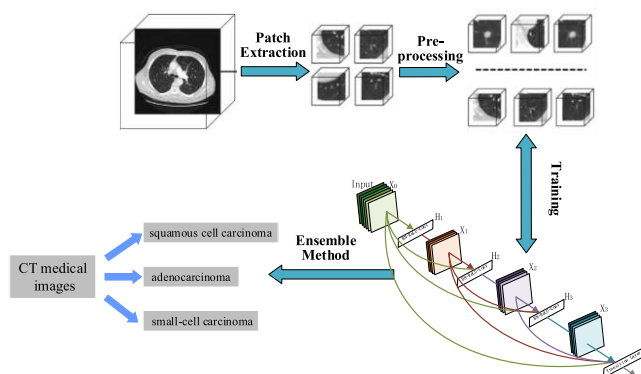 Patch
Extraction
Pre-
processing
Training
Input
X0
H1
X1
H2
X2
H3
X3
Ensemble
Method
CT medical
images
squamous cell carcinoma
adenocarcinoma
small-cell carcinoma